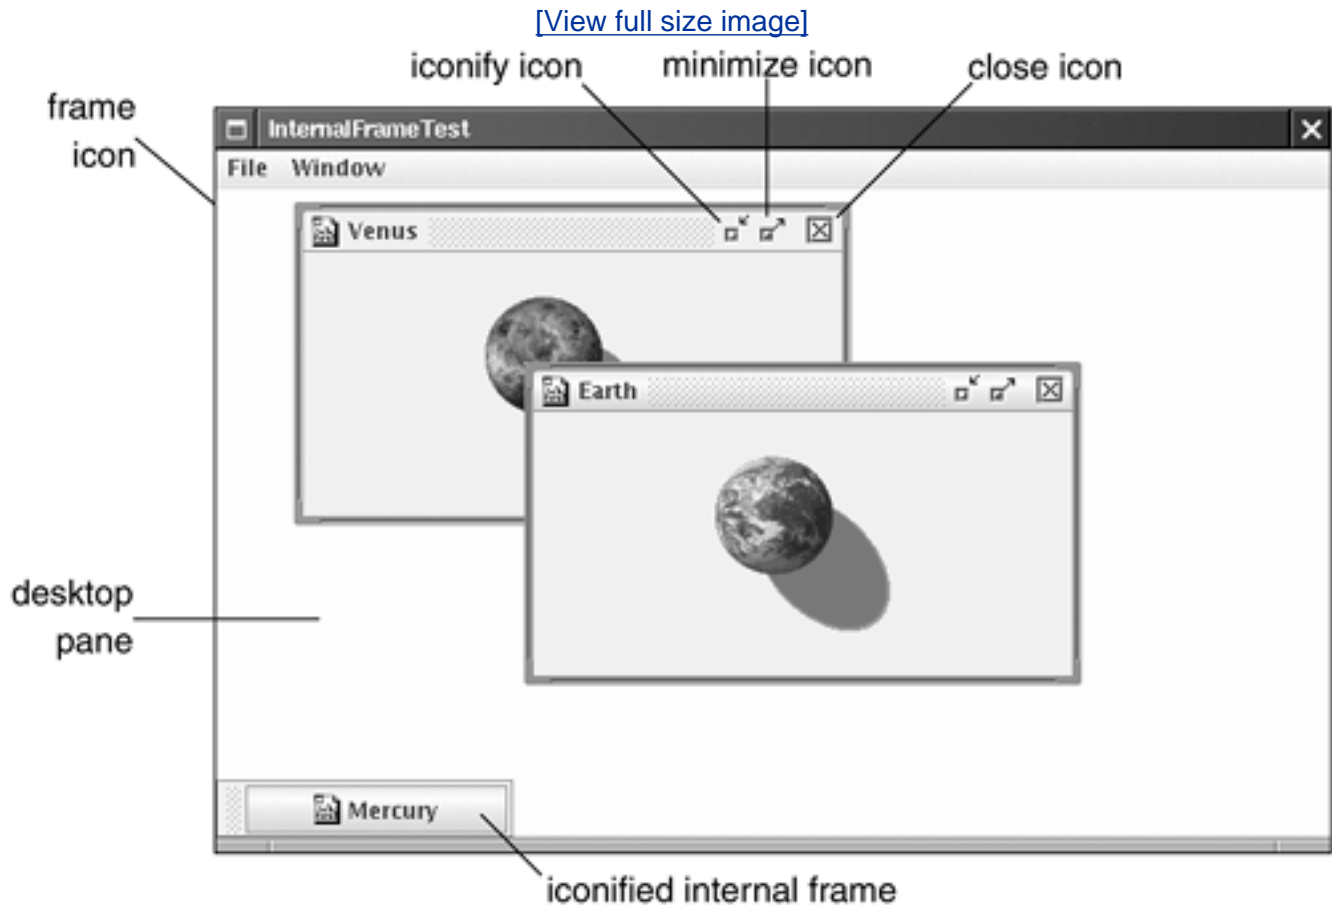 [View full size image]
iconify icon
minimize icon
close icon
frame
icon
InternalFrameTest
File Window
Venus
Earth
desktop
pane
Mercury
iconified internal frame